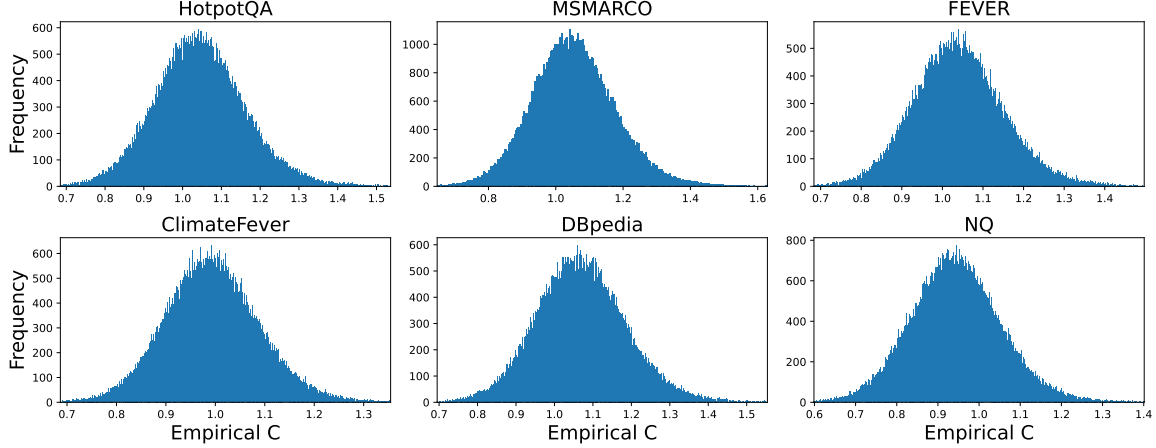 HotpotQA MSMARCO FEVER
Frequency
600
500
400
300
200
100
0
0.7 0.8 0.9 1.0 1.1 1.2 1.3 1.4 1.5
1000
800
600
400
200
0
0.8 1.0 1.2 1.4 1.6
500
400
300
200
100
0
0.7 0.8 0.9 1.0 1.1 1.2 1.3 1.4
ClimateFever DBpedia NQ
Frequency
600
500
400
300
200
100
0
0.7 0.8 0.9 1.0 1.1 1.2 1.3
Empirical C
600
500
400
300
200
100
0
0.7 0.8 0.9 1.0 1.1 1.2 1.3 1.4 1.5
Empirical C
800
600
400
200
0
0.6 0.7 0.8 0.9 1.0 1.1 1.2 1.3 1.4
Empirical C